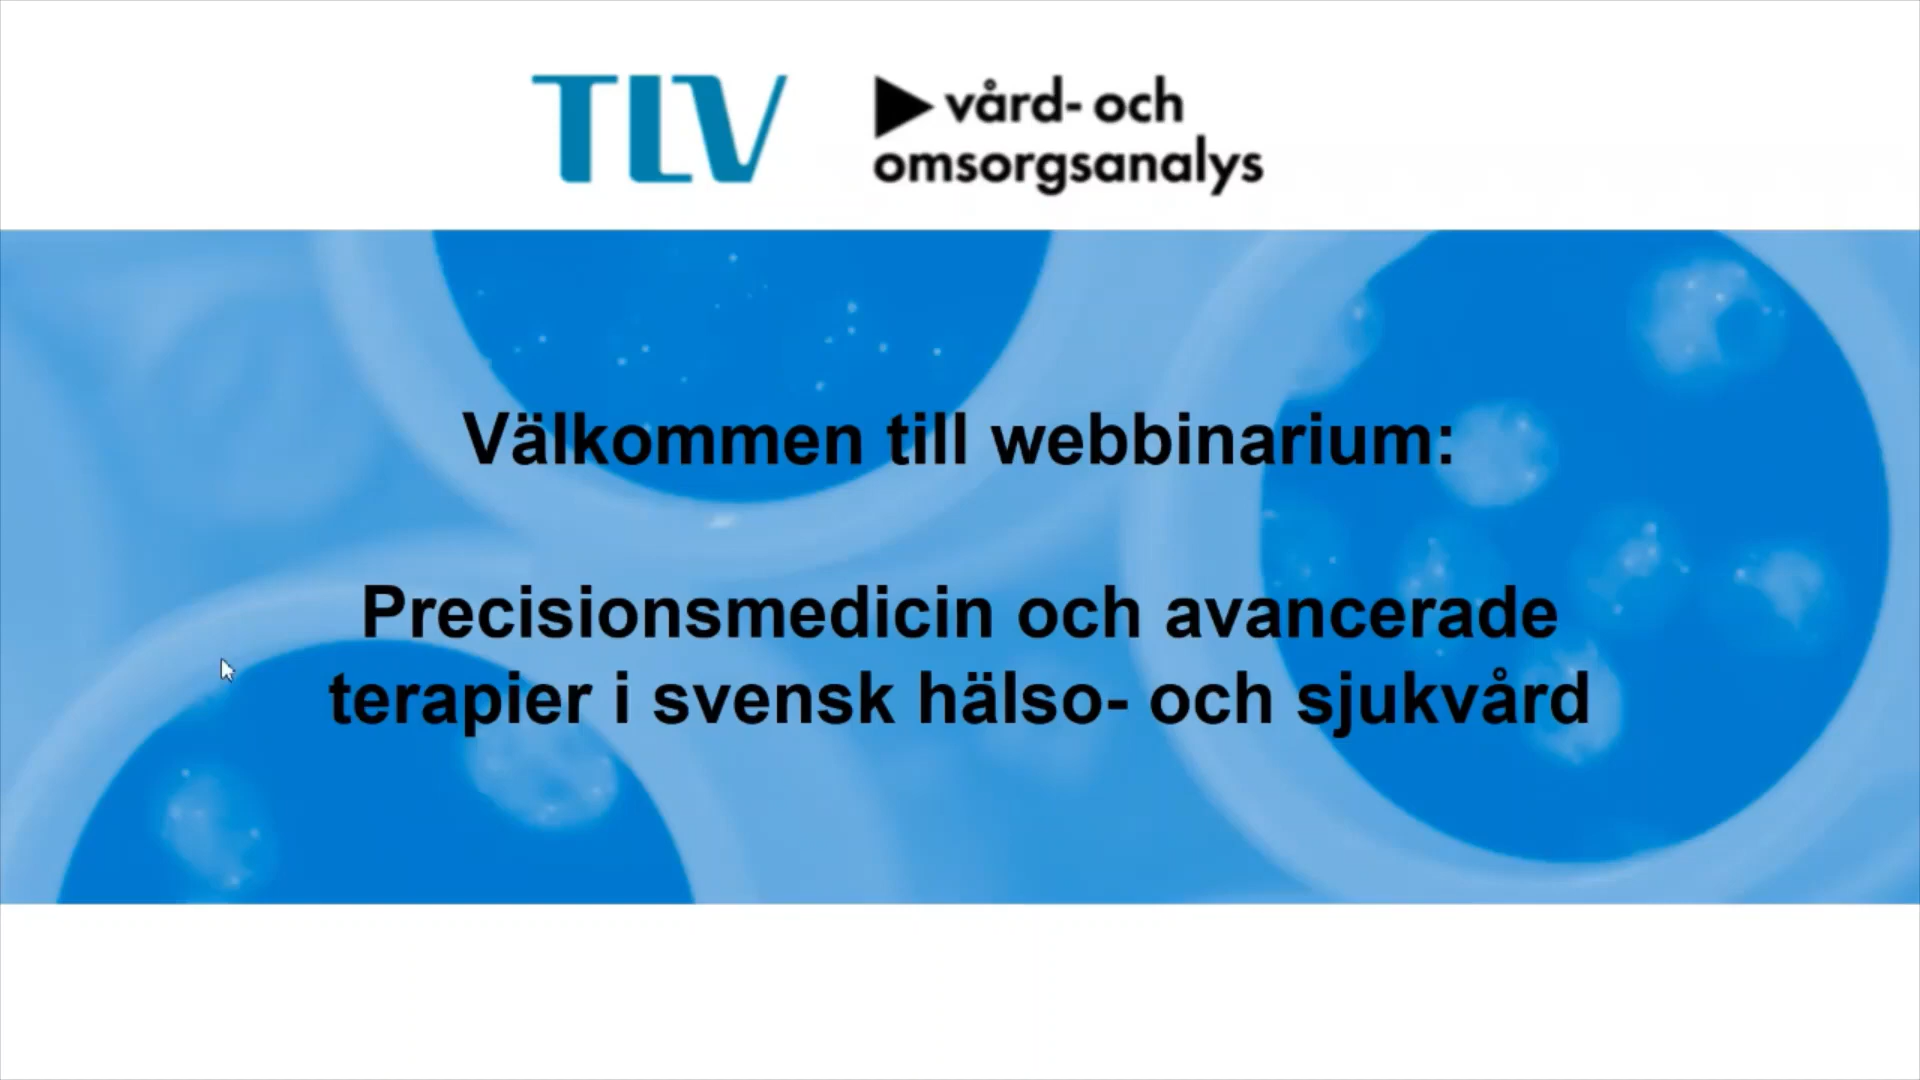 TLV
vård- och
omsorgsanalys
Välkommen till webbinarium:
Precisionsmedicin och avancerade
terapier i svensk hälso- och sjukvård